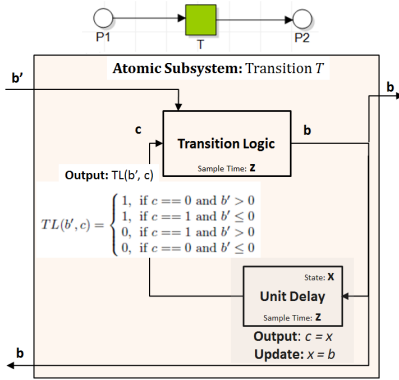 P1
T
P2
Atomic Subsystem: Transition T
b'
b
c
b
Transition Logic
Sample Time: Z
Output: TL(b', c)
TL(b', c) =
1, if c == 0 and b' > 0
1, if c == 1 and b' ≤ 0
0, if c == 1 and b' > 0
0, if c == 0 and b' ≤ 0
State: X
Unit Delay
Sample Time: Z
Output: c = x
Update: x = b
b